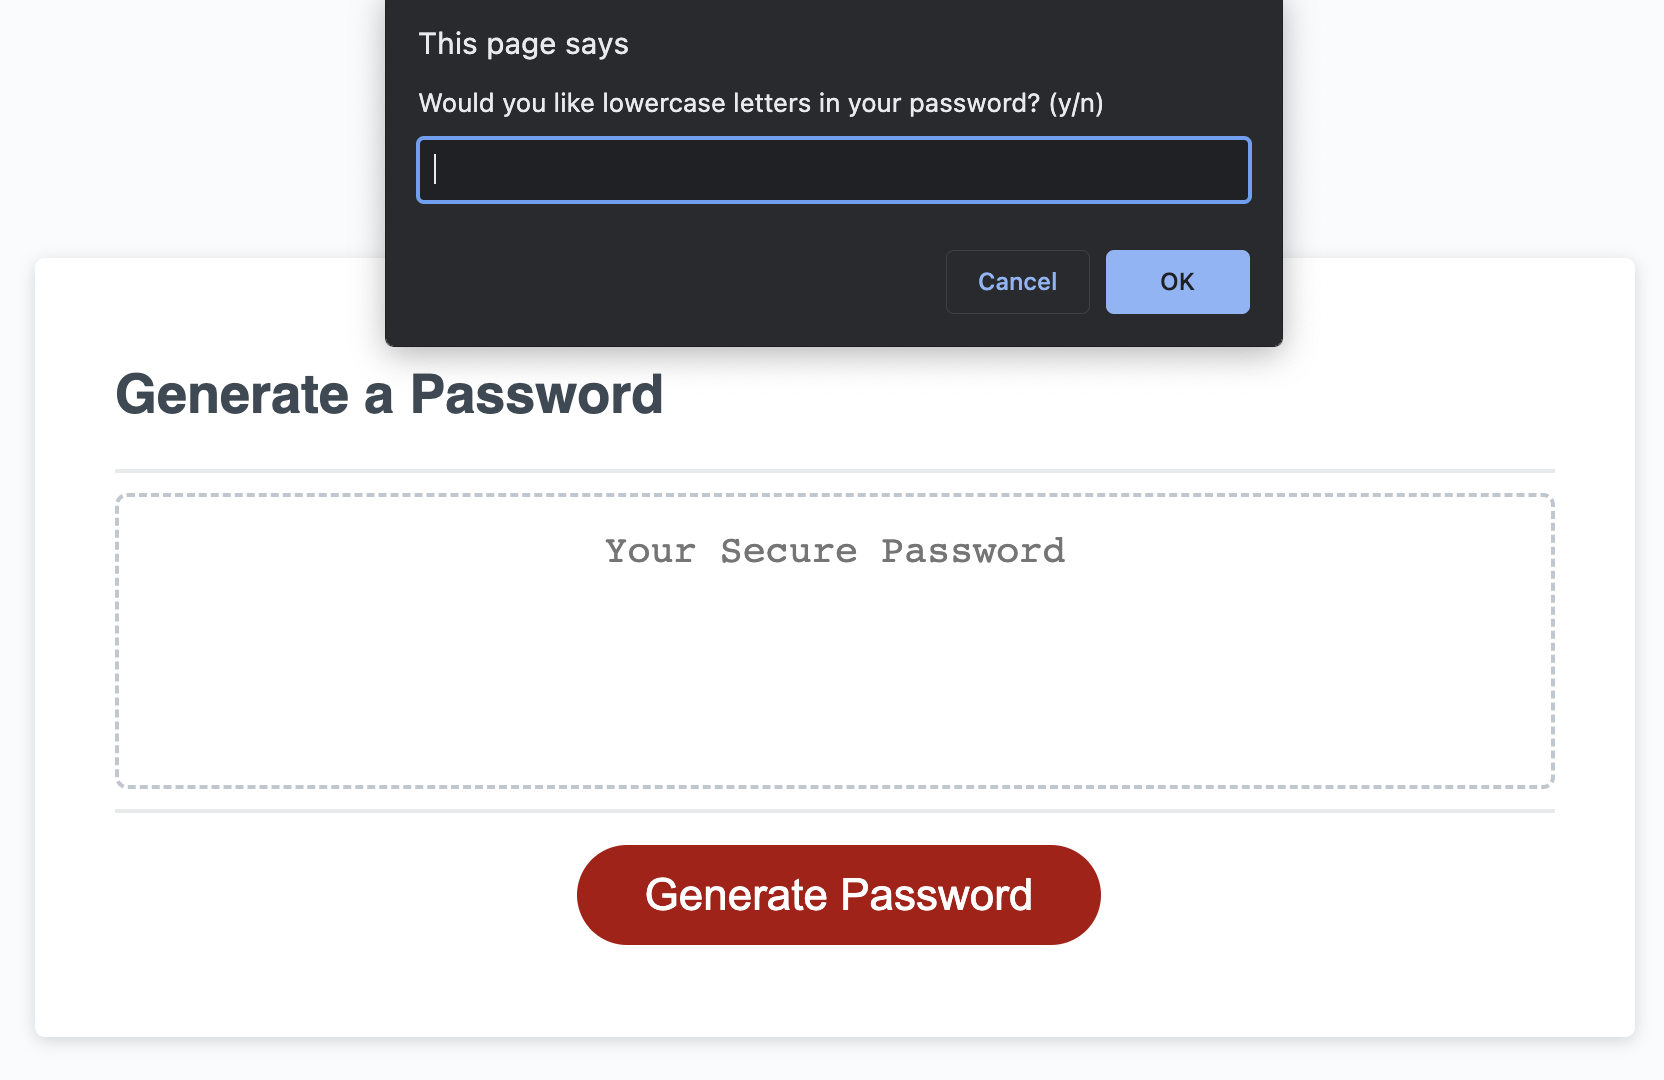 This page says
Would you like lowercase letters in your password? (y/n)
Cancel
OK
Generate a Password
Your Secure Password
Generate Password